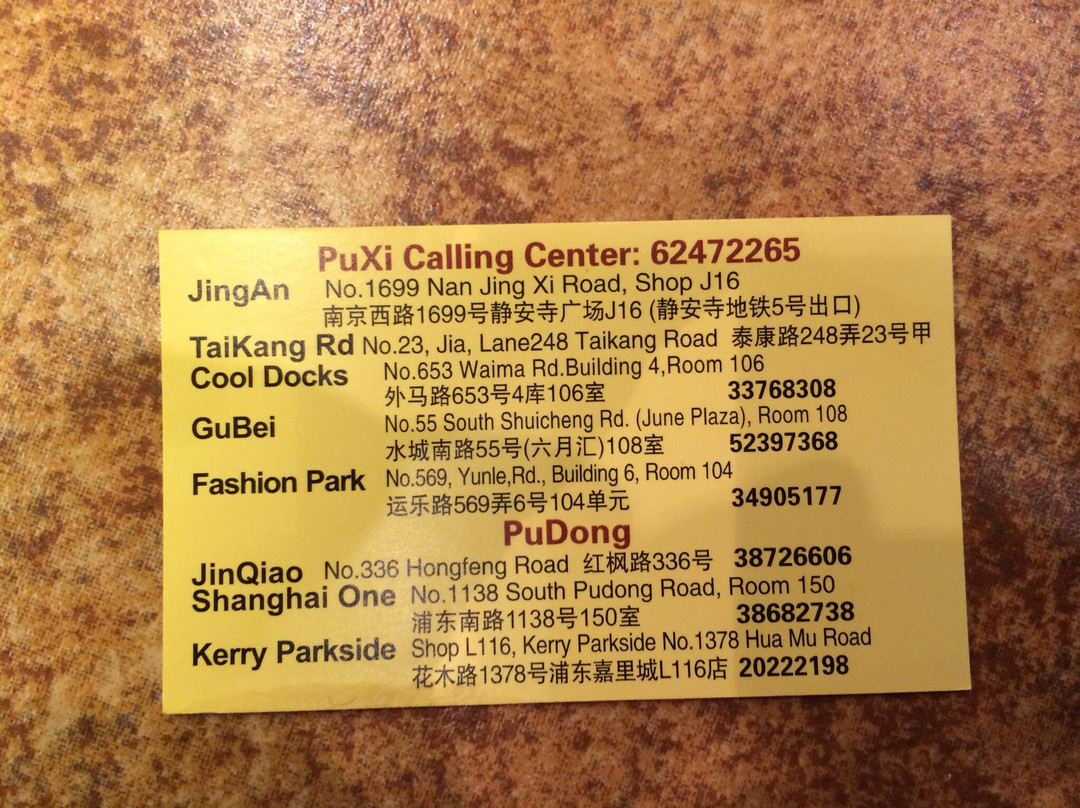 PuXi Calling Center: 62472265
JingAn No.1699 Nan Jing Xi Road, Shop J16
南京西路1699号静安寺广场J16 (静安寺地铁5号出口)
TaiKang Rd No.23, Jia, Lane248 Taikang Road 泰康路248弄23号甲
Cool Docks No.653 Waima Rd.Building 4,Room 106
外马路653号4库106室 33768308
GuBei No.55 South Shuicheng Rd. (June Plaza), Room 108
水城南路55号(六月汇)108室 52397368
Fashion Park No.569, Yunle,Rd., Building 6, Room 104
运乐路569弄6号104单元 34905177
PuDong
JinQiao No.336 Hongfeng Road 红枫路336号 38726606
Shanghai One No.1138 South Pudong Road, Room 150
浦东南路1138号150室 38682738
Kerry Parkside Shop L116, Kerry Parkside No.1378 Hua Mu Road
花木路1378号浦东嘉里城L116店 20222198